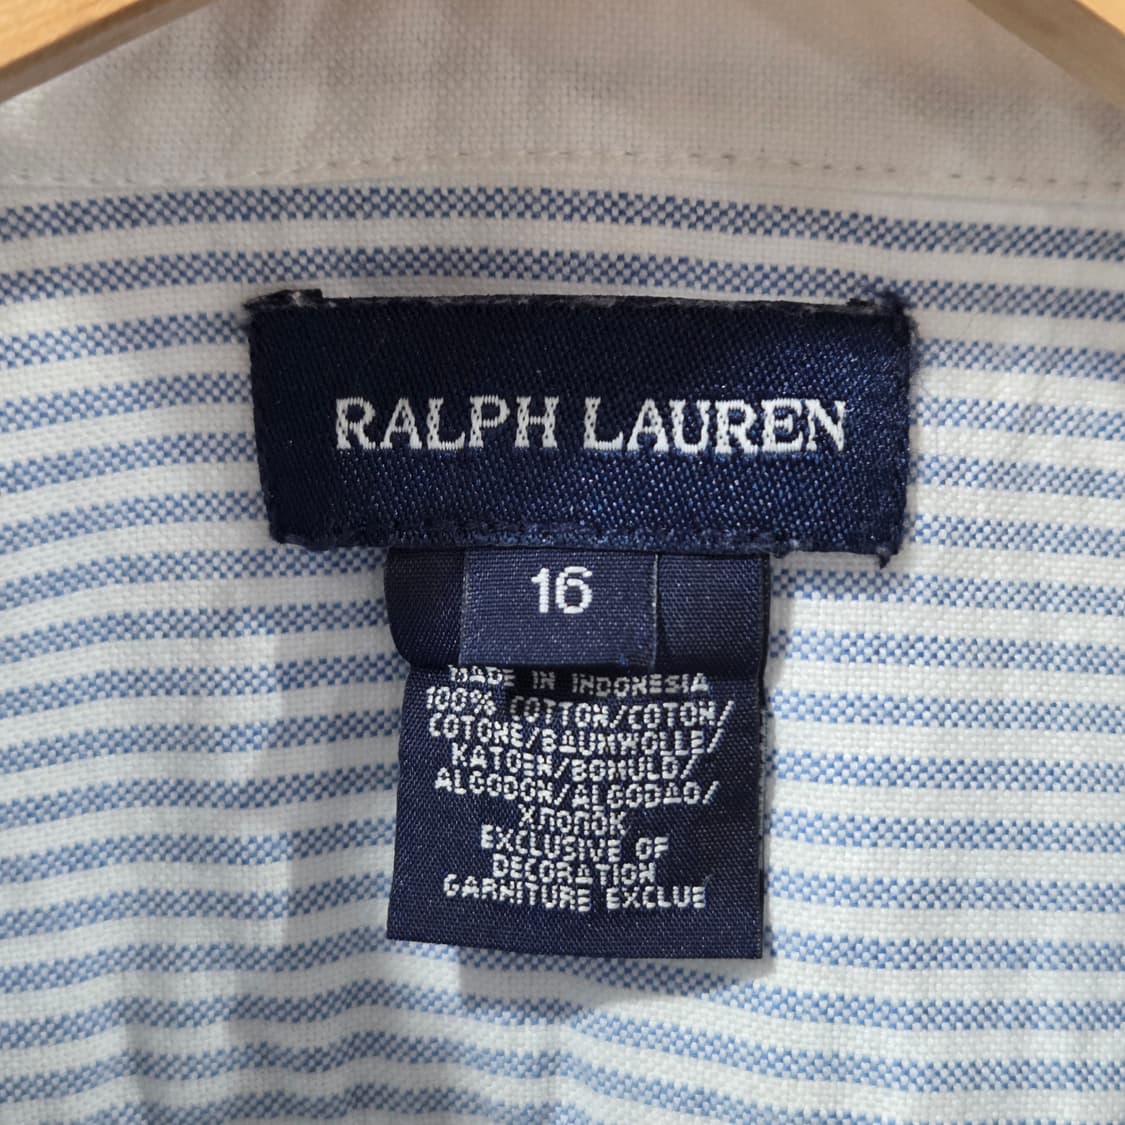 RALPH LAUREN
16
MADE IN INDONESIA
100% COTTON/COTON/
COTONE/BAUMWOLLE/
KATOEN/BOMULD/
ALGODON/ALGODAO/
ХЛОПОК
EXCLUSIVE OF
DECORATION
GARNITURE EXCLUE